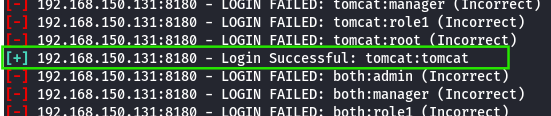 [-] 192.168.150.131:8180 - LOGIN FAILED: tomcat:manager (Incorrect)
[-] 192.168.150.131:8180 - LOGIN FAILED: tomcat:role1 (Incorrect)
[-] 192.168.150.131:8180 - LOGIN FAILED: tomcat:root (Incorrect)
[+] 192.168.150.131:8180 - Login Successful: tomcat:tomcat
[-] 192.168.150.131:8180 - LOGIN FAILED: both:admin (Incorrect)
[-] 192.168.150.131:8180 - LOGIN FAILED: both:manager (Incorrect)
[-] 192.168.150.131:8180 - LOGIN FAILED: both:role1 (Incorrect)